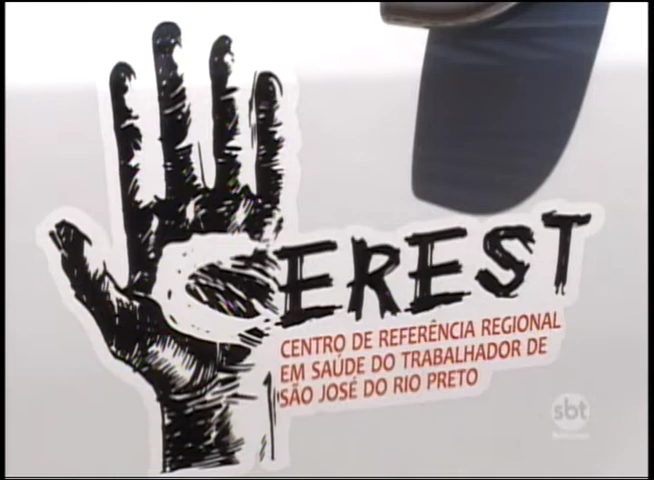 CEREST
CENTRO DE REFERÊNCIA REGIONAL
EM SAÚDE DO TRABALHADOR DE
SÃO JOSÉ DO RIO PRETO
sbt